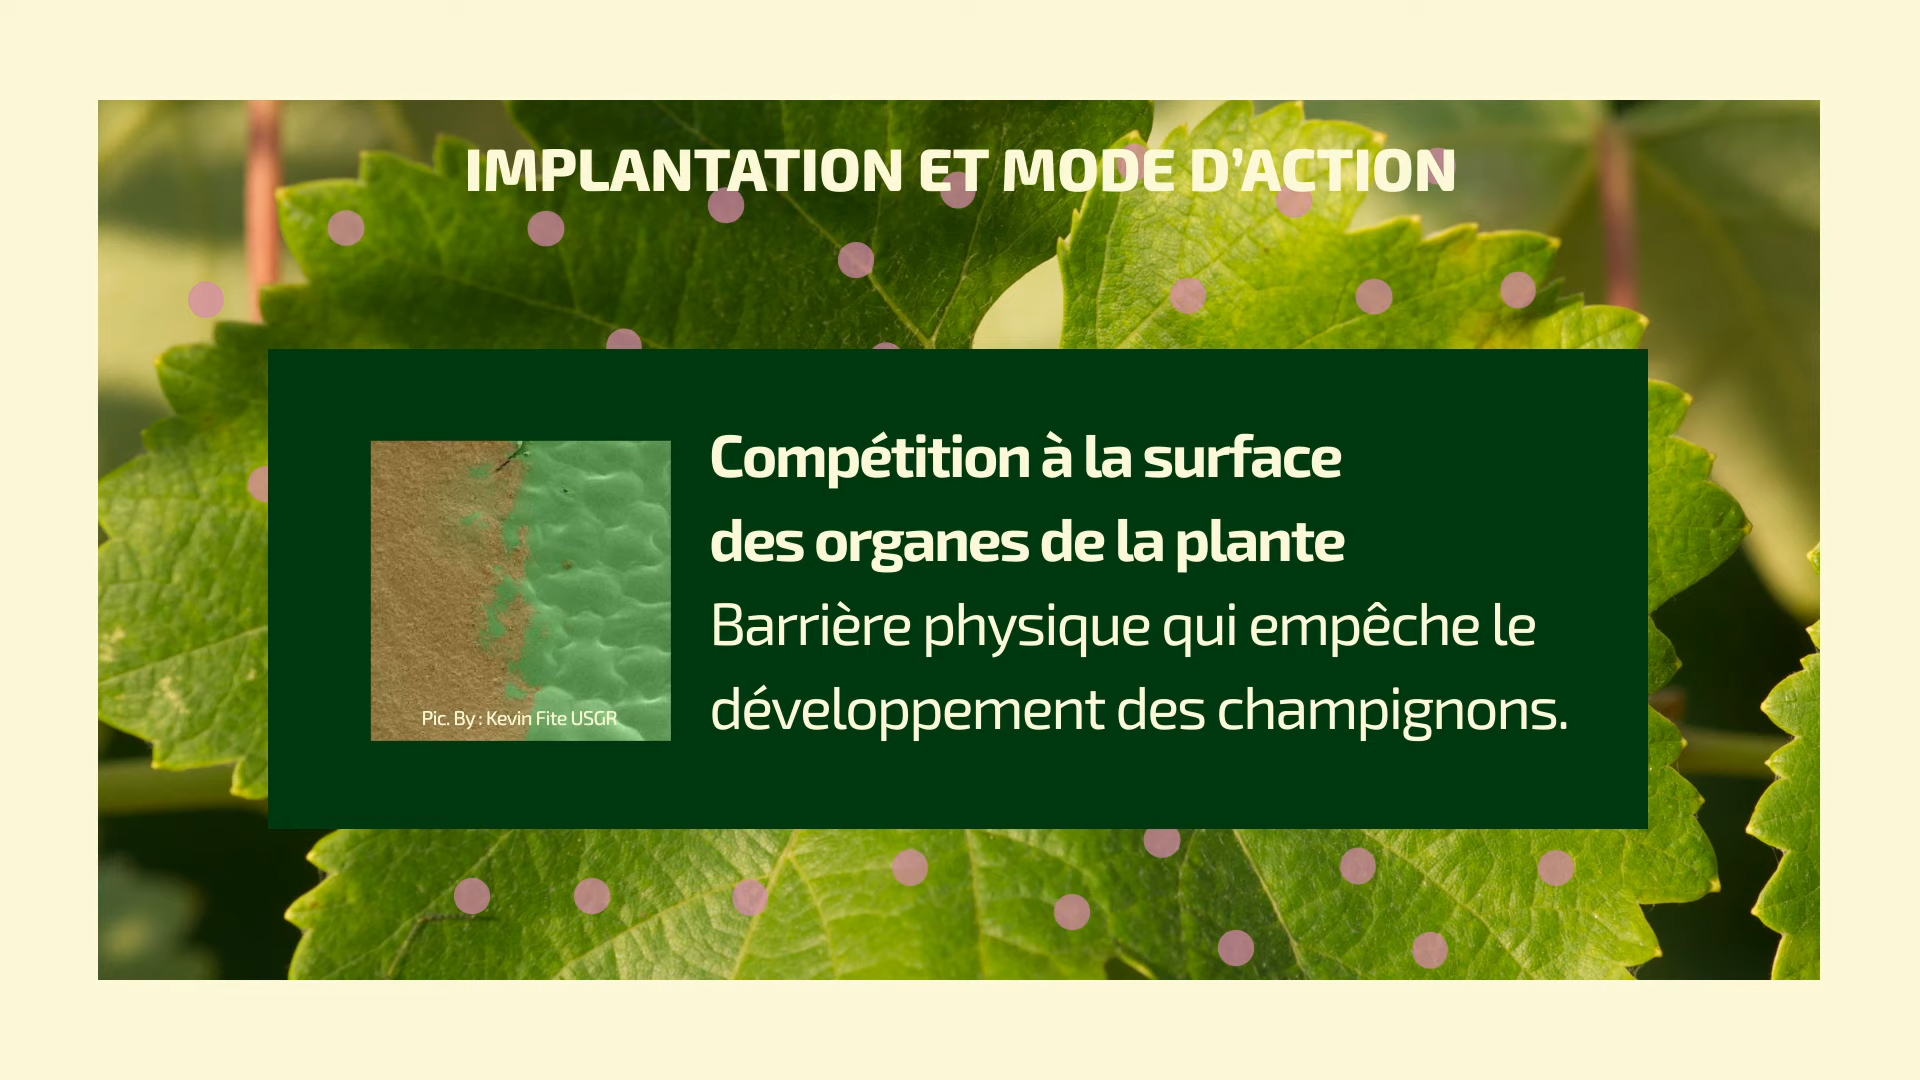 IMPLANTATION ET MODE D’ACTION
Compétition à la surface
des organes de la plante
Barrière physique qui empêche le
développement des champignons.
Pic. By : Kevin Fite USGR